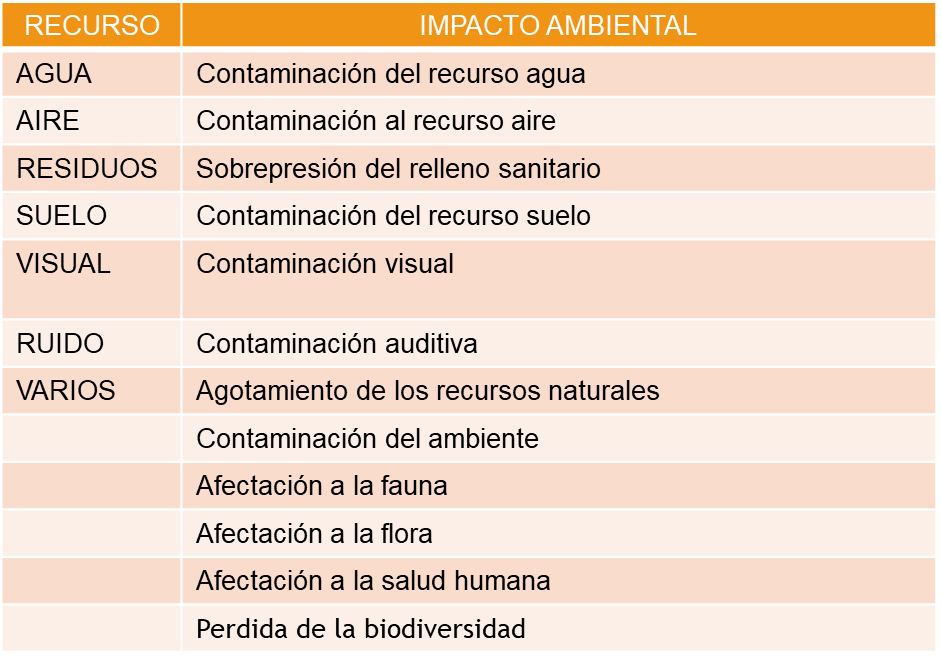 RECURSO IMPACTO AMBIENTAL
AGUA Contaminación del recurso agua
AIRE Contaminación al recurso aire
RESIDUOS Sobrepresión del relleno sanitario
SUELO Contaminación del recurso suelo
VISUAL Contaminación visual
RUIDO Contaminación auditiva
VARIOS Agotamiento de los recursos naturales
Contaminación del ambiente
Afectación a la fauna
Afectación a la flora
Afectación a la salud humana
Perdida de la biodiversidad